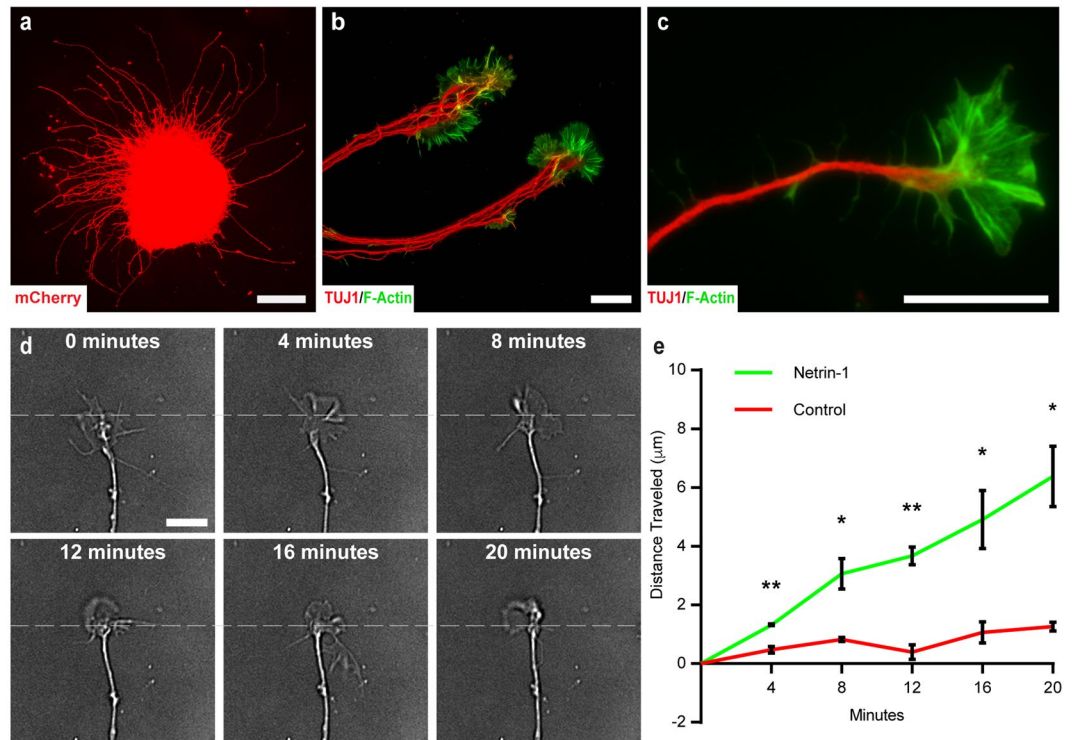 a
mCherry
b
TUJ1/F-Actin
c
TUJ1/F-Actin
d
0 minutes
4 minutes
8 minutes
12 minutes
16 minutes
20 minutes
e
Netrin-1
Control
Distance Traveled (μm)
10
8
6
4
2
0
-2
** * ** * *
4 8 12 16 20
Minutes